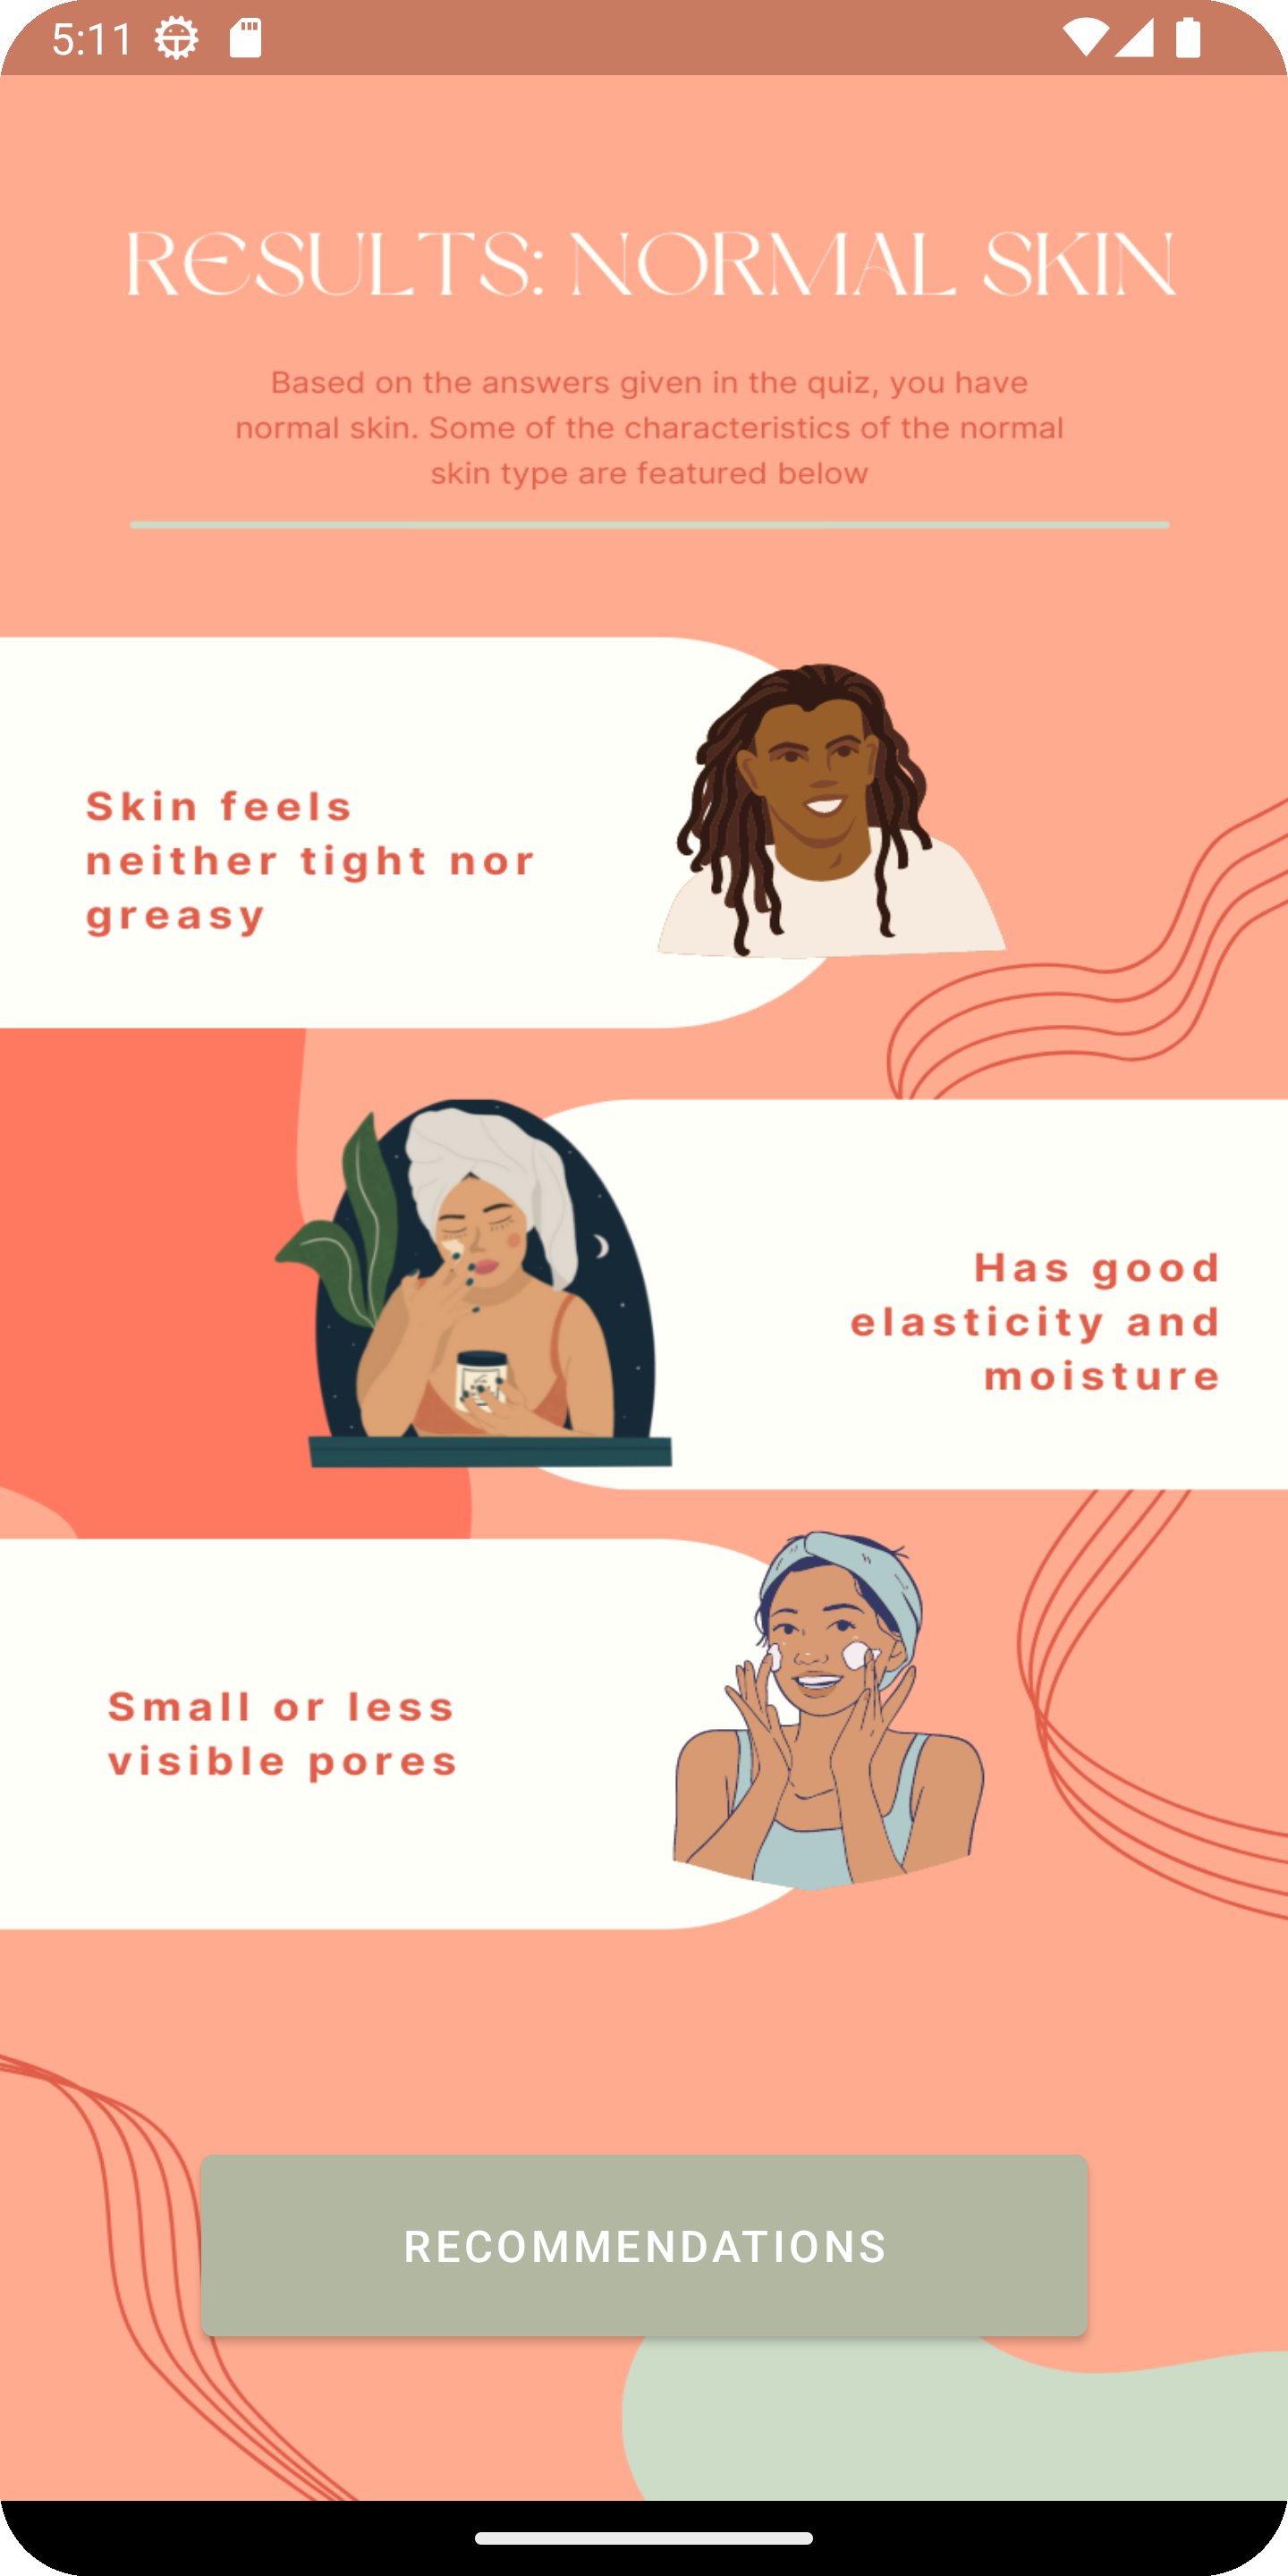 5:11
RESULTS: NORMAL SKIN
Based on the answers given in the quiz, you have
normal skin. Some of the characteristics of the normal
skin type are featured below
Skin feels
neither tight nor
greasy
Has good
elasticity and
moisture
Small or less
visible pores
RECOMMENDATIONS